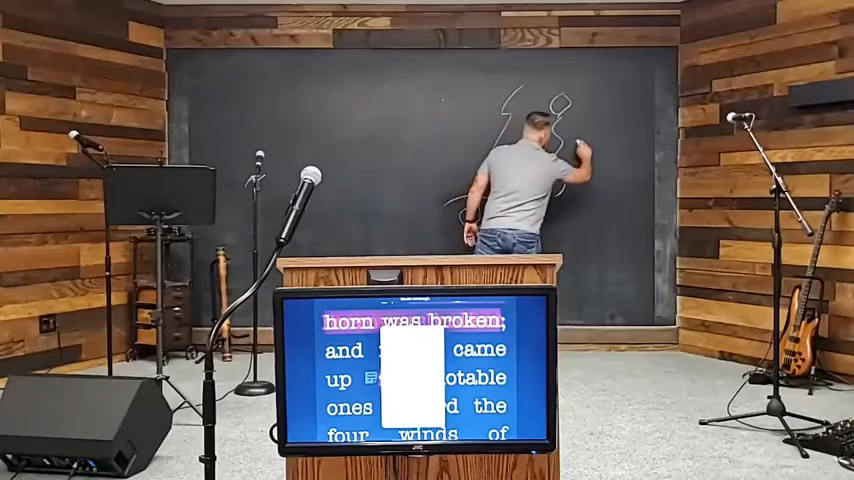 horn was broken;
and came
up notable
ones the
four winds of
JVC